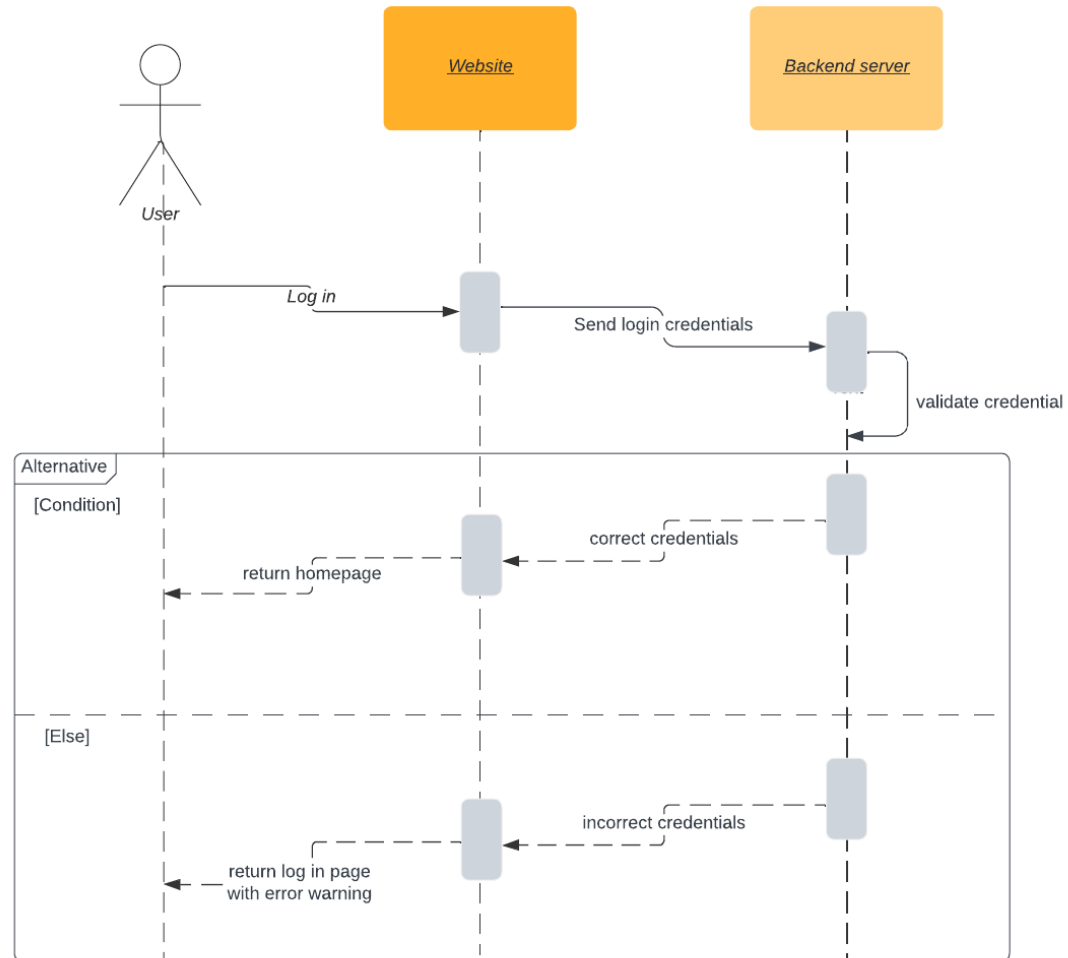 Website
Backend server
User
Log in
Send login credentials
validate credential
Alternative
[Condition]
correct credentials
return homepage
[Else]
incorrect credentials
return log in page
with error warning